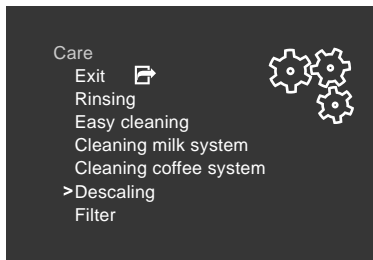 Care
Exit
Rinsing
Easy cleaning
Cleaning milk system
Cleaning coffee system
>Descaling
Filter